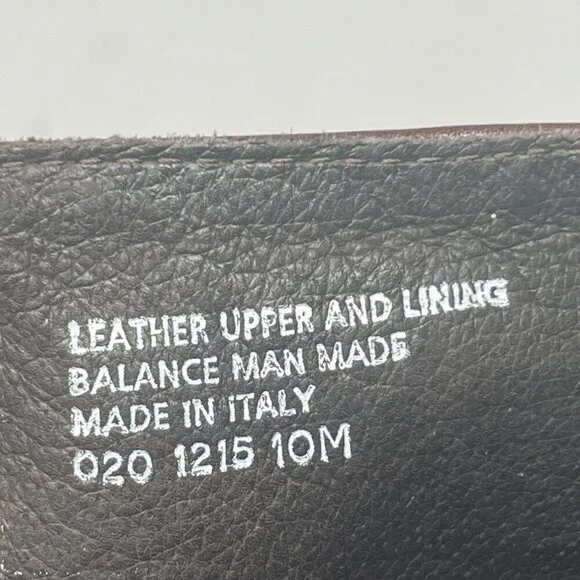 LEATHER UPPER AND LINING
BALANCE MAN MADE
MADE IN ITALY
020 1215 10M